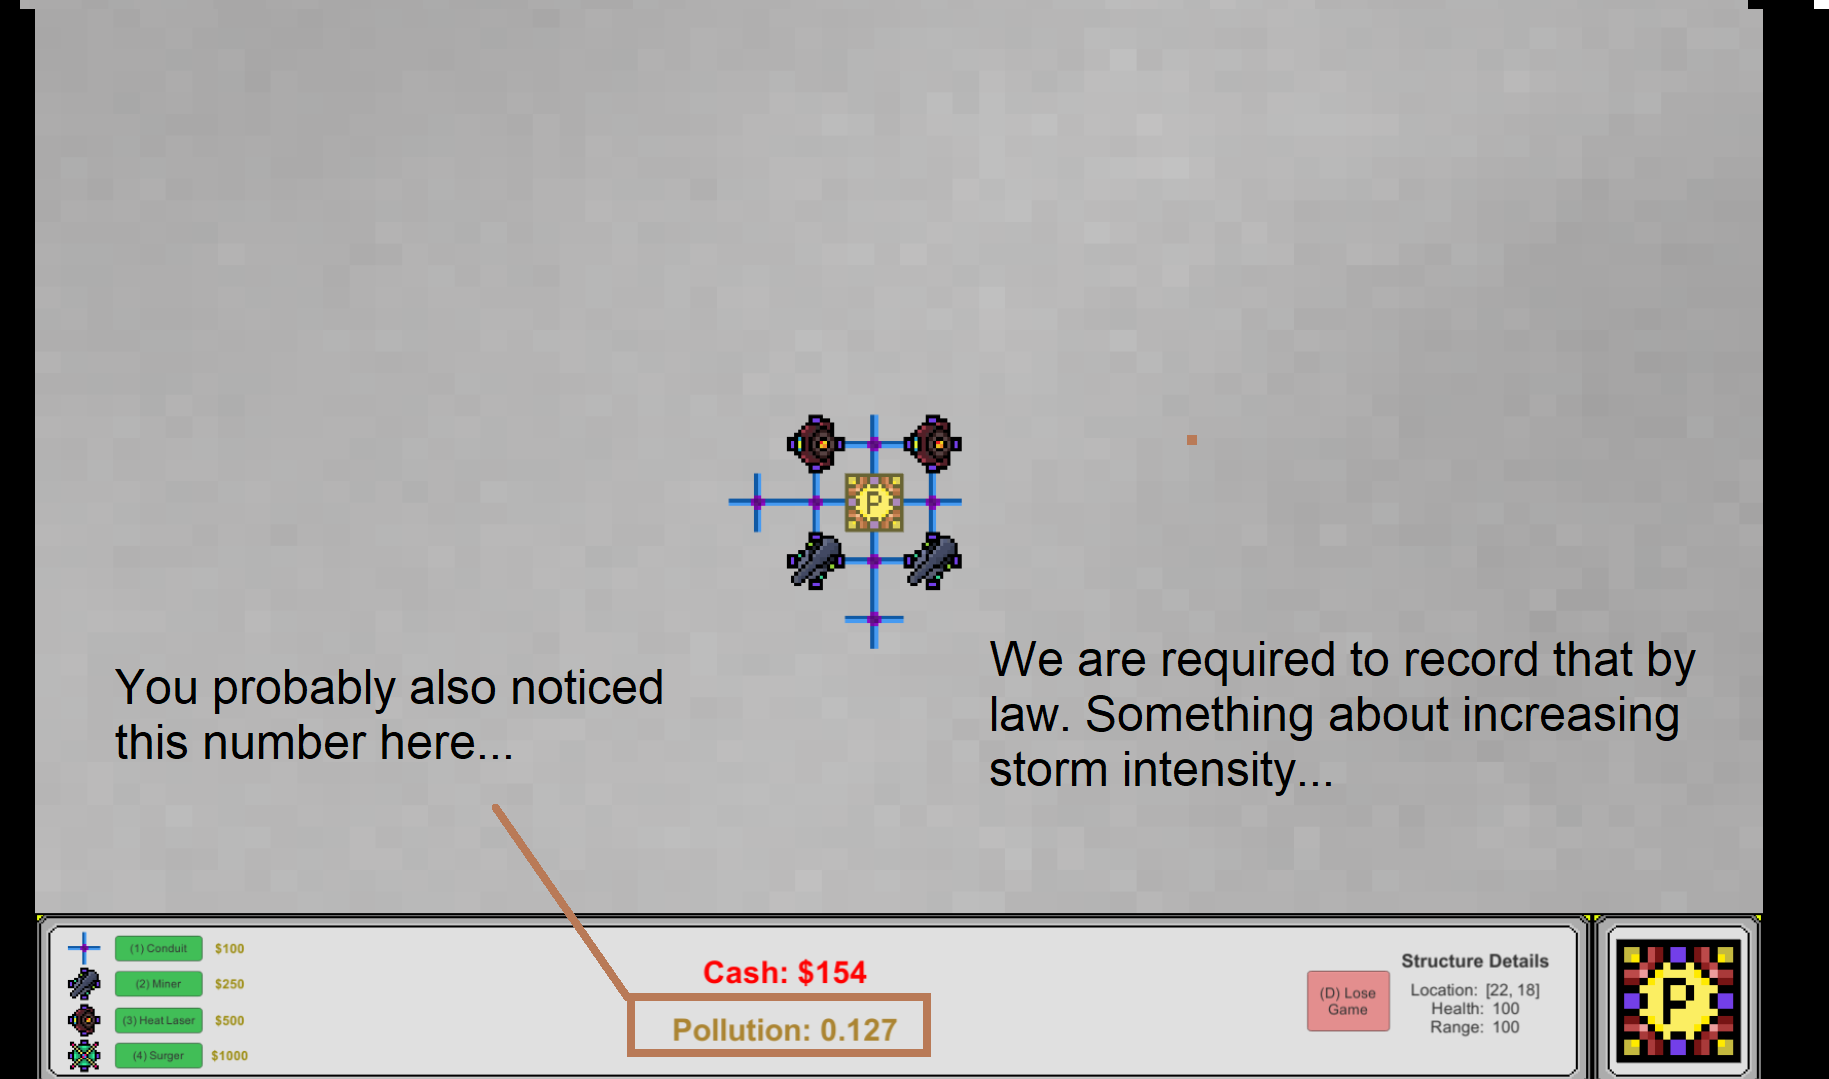 P
You probably also noticed
this number here...
We are required to record that by
law. Something about increasing
storm intensity...
(1) Conduit $100
(2) Miner $250
(3) Heat Laser $500
(4) Surger $1000
Cash: $154
Pollution: 0.127
(D) Lose
Game
Structure Details
Location: [22, 18]
Health: 100
Range: 100
P